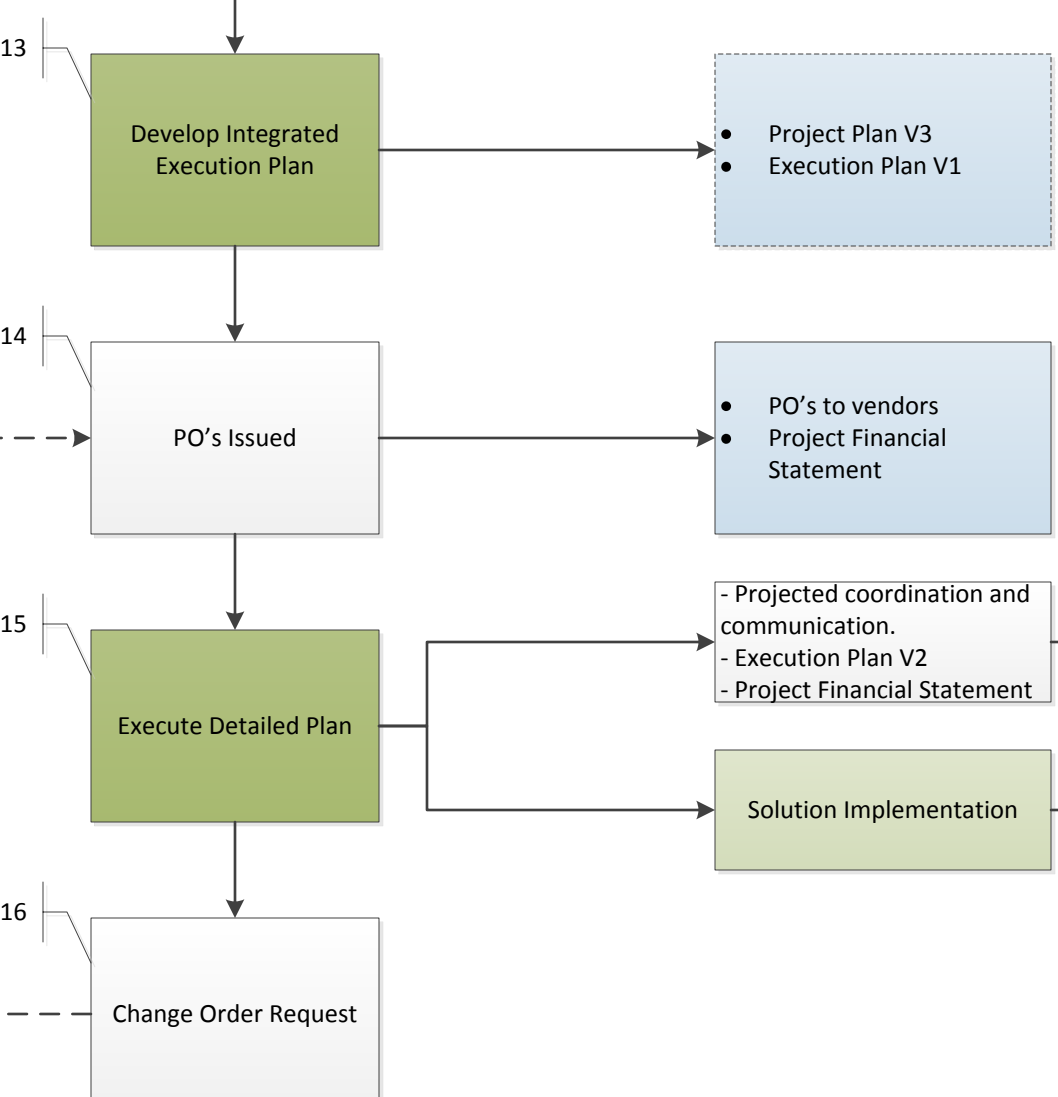 13
Develop Integrated
Execution Plan
● Project Plan V3
● Execution Plan V1
14
PO's Issued
● PO's to vendors
● Project Financial
Statement
15
Execute Detailed Plan
- Projected coordination and
communication.
- Execution Plan V2
- Project Financial Statement
Solution Implementation
16
Change Order Request